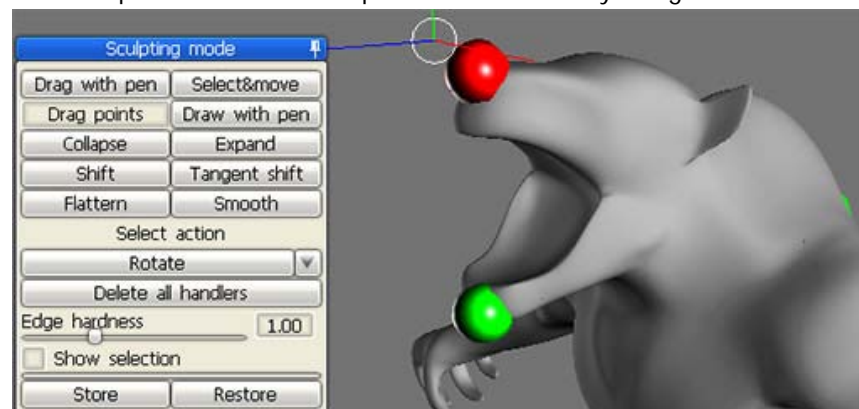 Sculpting mode
Drag with pen Select&move
Drag points Draw with pen
Collapse Expand
Shift Tangent shift
Flattern Smooth
Select action
Rotate
Delete all handlers
Edge hardness 1.00
Show selection
Store Restore